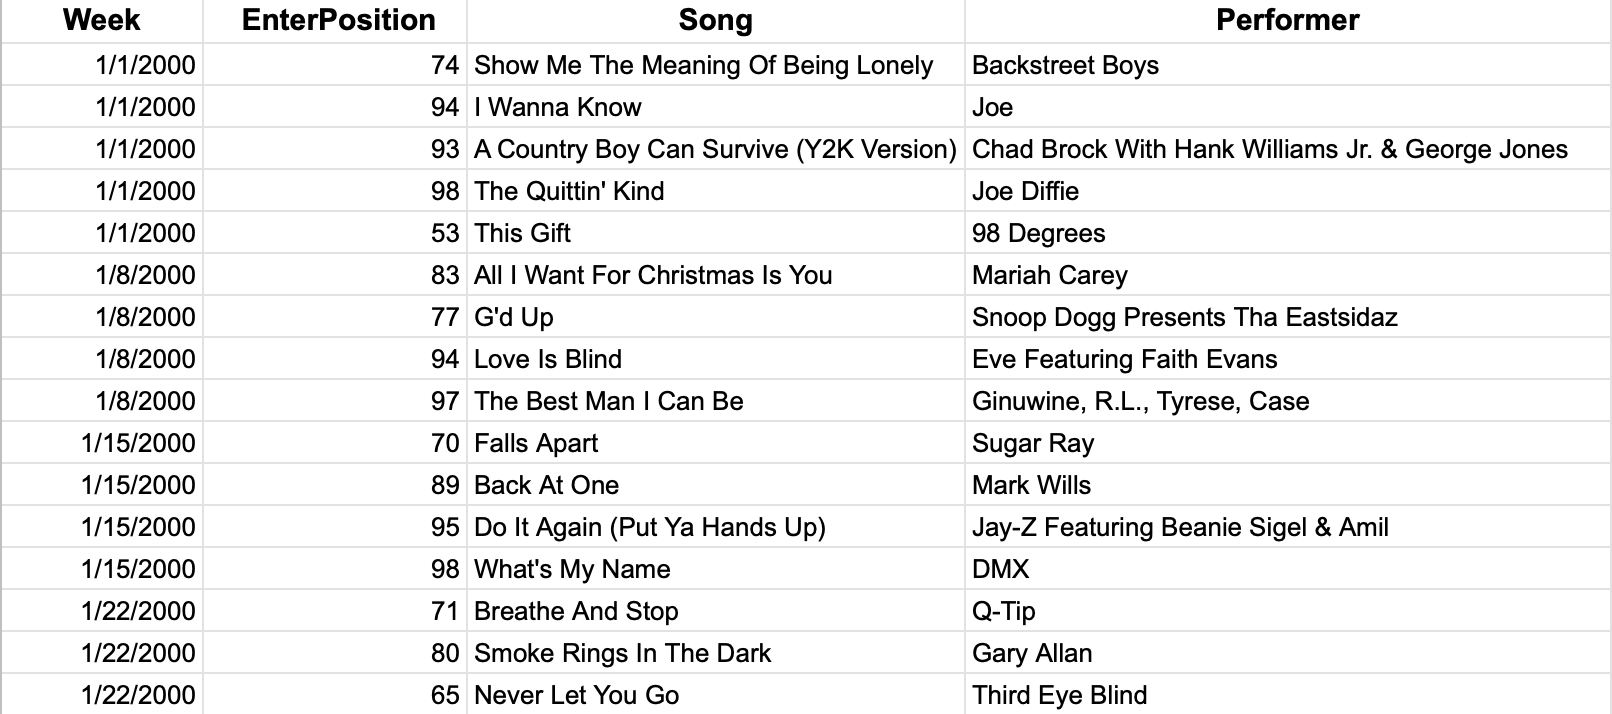 Week EnterPosition Song Performer
1/1/2000 74 Show Me The Meaning Of Being Lonely Backstreet Boys
1/1/2000 94 I Wanna Know Joe
1/1/2000 93 A Country Boy Can Survive (Y2K Version) Chad Brock With Hank Williams Jr. & George Jones
1/1/2000 98 The Quittin' Kind Joe Diffie
1/1/2000 53 This Gift 98 Degrees
1/8/2000 83 All I Want For Christmas Is You Mariah Carey
1/8/2000 77 G'd Up Snoop Dogg Presents Tha Eastsidaz
1/8/2000 94 Love Is Blind Eve Featuring Faith Evans
1/8/2000 97 The Best Man I Can Be Ginuwine, R.L., Tyrese, Case
1/15/2000 70 Falls Apart Sugar Ray
1/15/2000 89 Back At One Mark Wills
1/15/2000 95 Do It Again (Put Ya Hands Up) Jay-Z Featuring Beanie Sigel & Amil
1/15/2000 98 What's My Name DMX
1/22/2000 71 Breathe And Stop Q-Tip
1/22/2000 80 Smoke Rings In The Dark Gary Allan
1/22/2000 65 Never Let You Go Third Eye Blind